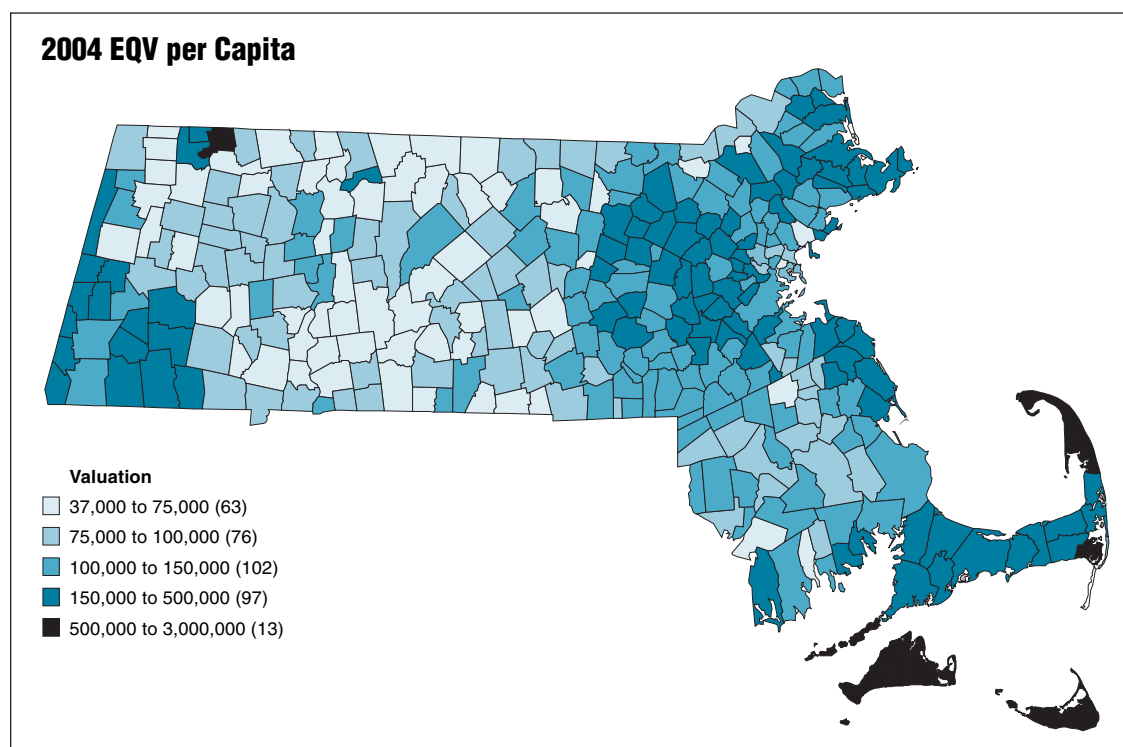 2004 EQV per Capita
Valuation
37,000 to 75,000 (63)
75,000 to 100,000 (76)
100,000 to 150,000 (102)
150,000 to 500,000 (97)
500,000 to 3,000,000 (13)